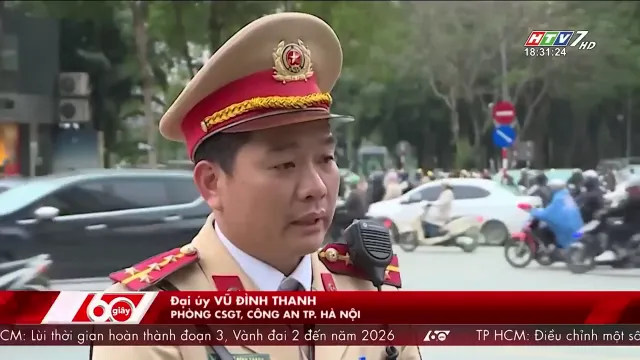 HTV7 HD
18:31:24
60 giây
Đại úy VŨ ĐÌNH THANH
PHÒNG CSGT, CÔNG AN TP. HÀ NỘI
CM: Lùi thời gian hoàn thành đoạn 3, Vành đai 2 đến năm 2026 60 TP HCM: Điều chỉnh một số